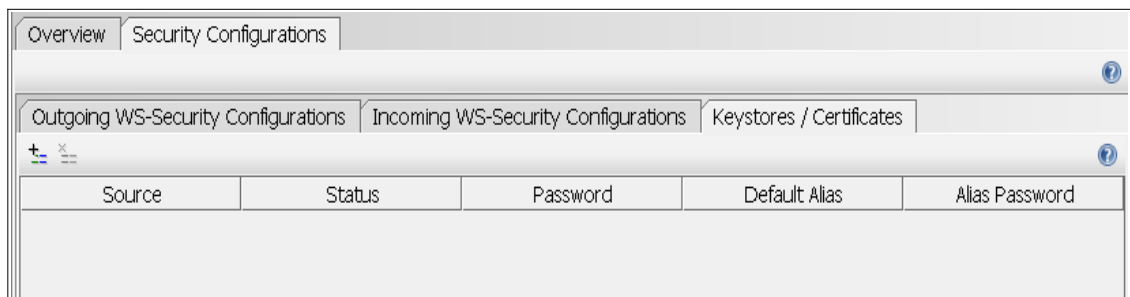 Overview Security Configurations
Outgoing WS-Security Configurations Incoming WS-Security Configurations Keystores / Certificates
Source Status Password Default Alias Alias Password